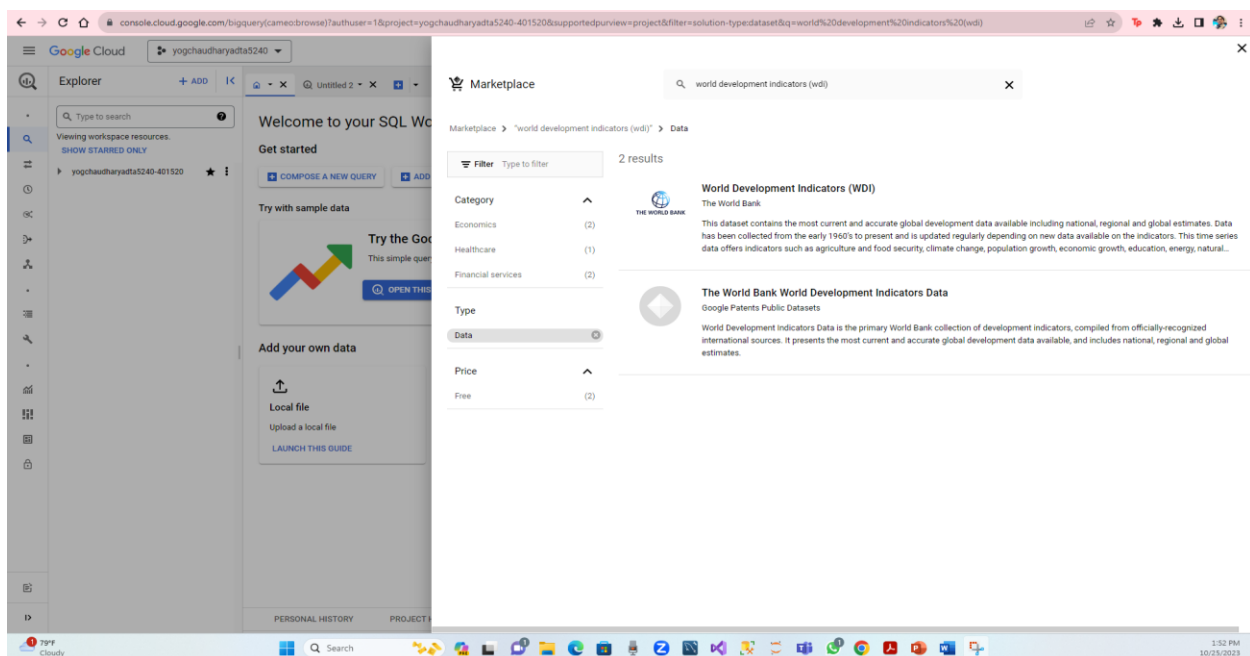 console.cloud.google.com/bigquery(cameo:browse)?authuser=1&project=yogchaudharyadta5240-401520&supportedpurview=project&filter=solution-type:dataset&q=world%20development%20indicators%20(wdi)
Google Cloud
yogchaudharyadta5240
Explorer
+ ADD
Untitled 2
Type to search
Viewing workspace resources.
SHOW STARRED ONLY
yogchaudharyadta5240-401520
Welcome to your SQL Wo
Get started
COMPOSE A NEW QUERY
ADD
Try with sample data
Try the Goo
This simple quer
OPEN THIS
Add your own data
Local file
Upload a local file
LAUNCH THIS GUIDE
PERSONAL HISTORY
PROJECT H
Marketplace
world development indicators (wdi)
Marketplace > "world development indicators (wdi)" > Data
Filter Type to filter
Category
Economics (2)
Healthcare (1)
Financial services (2)
Type
Data
Price
Free (2)
2 results
THE WORLD BANK
World Development Indicators (WDI)
The World Bank
This dataset contains the most current and accurate global development data available including national, regional and global estimates. Data
has been collected from the early 1960's to present and is updated regularly depending on new data available on the indicators. This time series
data offers indicators such as agriculture and food security, climate change, population growth, economic growth, education, energy, natural...
The World Bank World Development Indicators Data
Google Patents Public Datasets
World Development Indicators Data is the primary World Bank collection of development indicators, compiled from officially-recognized
international sources. It presents the most current and accurate global development data available, and includes national, regional and global
estimates.
1
79°F
Cloudy
Search
1:52 PM
10/25/2023